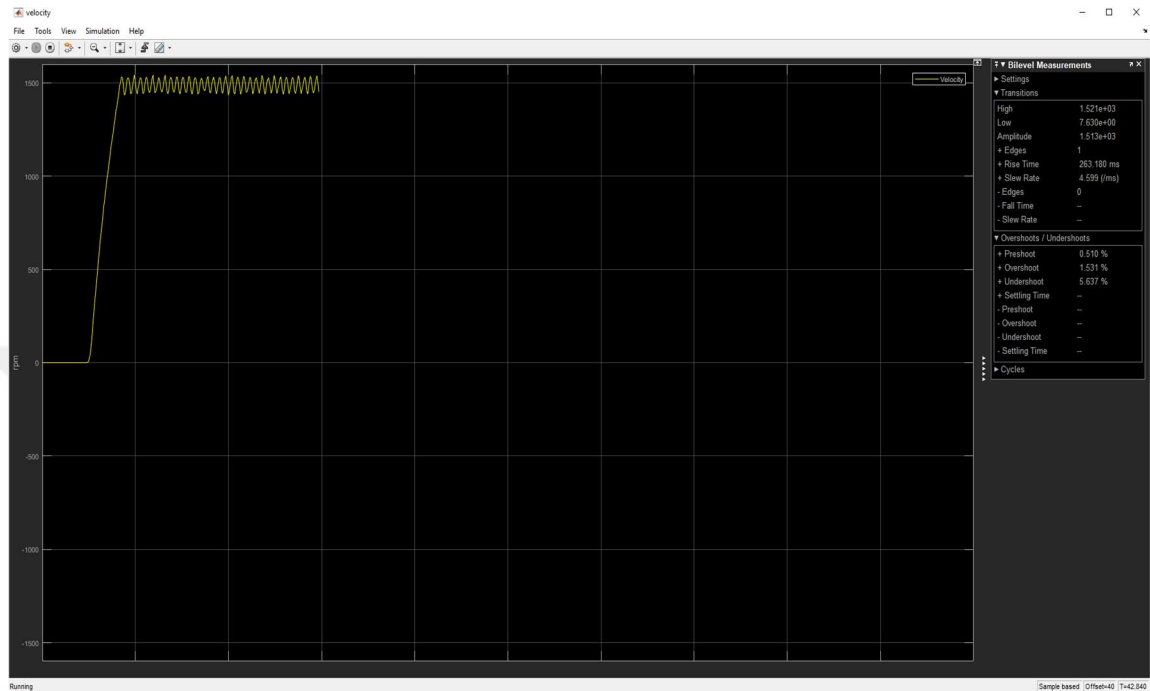 velocity
File Tools View Simulation Help
Velocity
1500
1000
500
0
-500
-1000
-1500
rpm
Bilevel Measurements
Settings
Transitions
High 1.521e+03
Low 7.630e+00
Amplitude 1.513e+03
+ Edges 1
+ Rise Time 263.180 ms
+ Slew Rate 4.599 (/ms)
- Edges 0
- Fall Time --
- Slew Rate --
Overshoots / Undershoots
+ Preshoot 0.510 %
+ Overshoot 1.531 %
+ Undershoot 5.637 %
+ Settling Time --
- Preshoot --
- Overshoot --
- Undershoot --
- Settling Time --
Cycles
Running
Sample based Offset=40 T=42.840